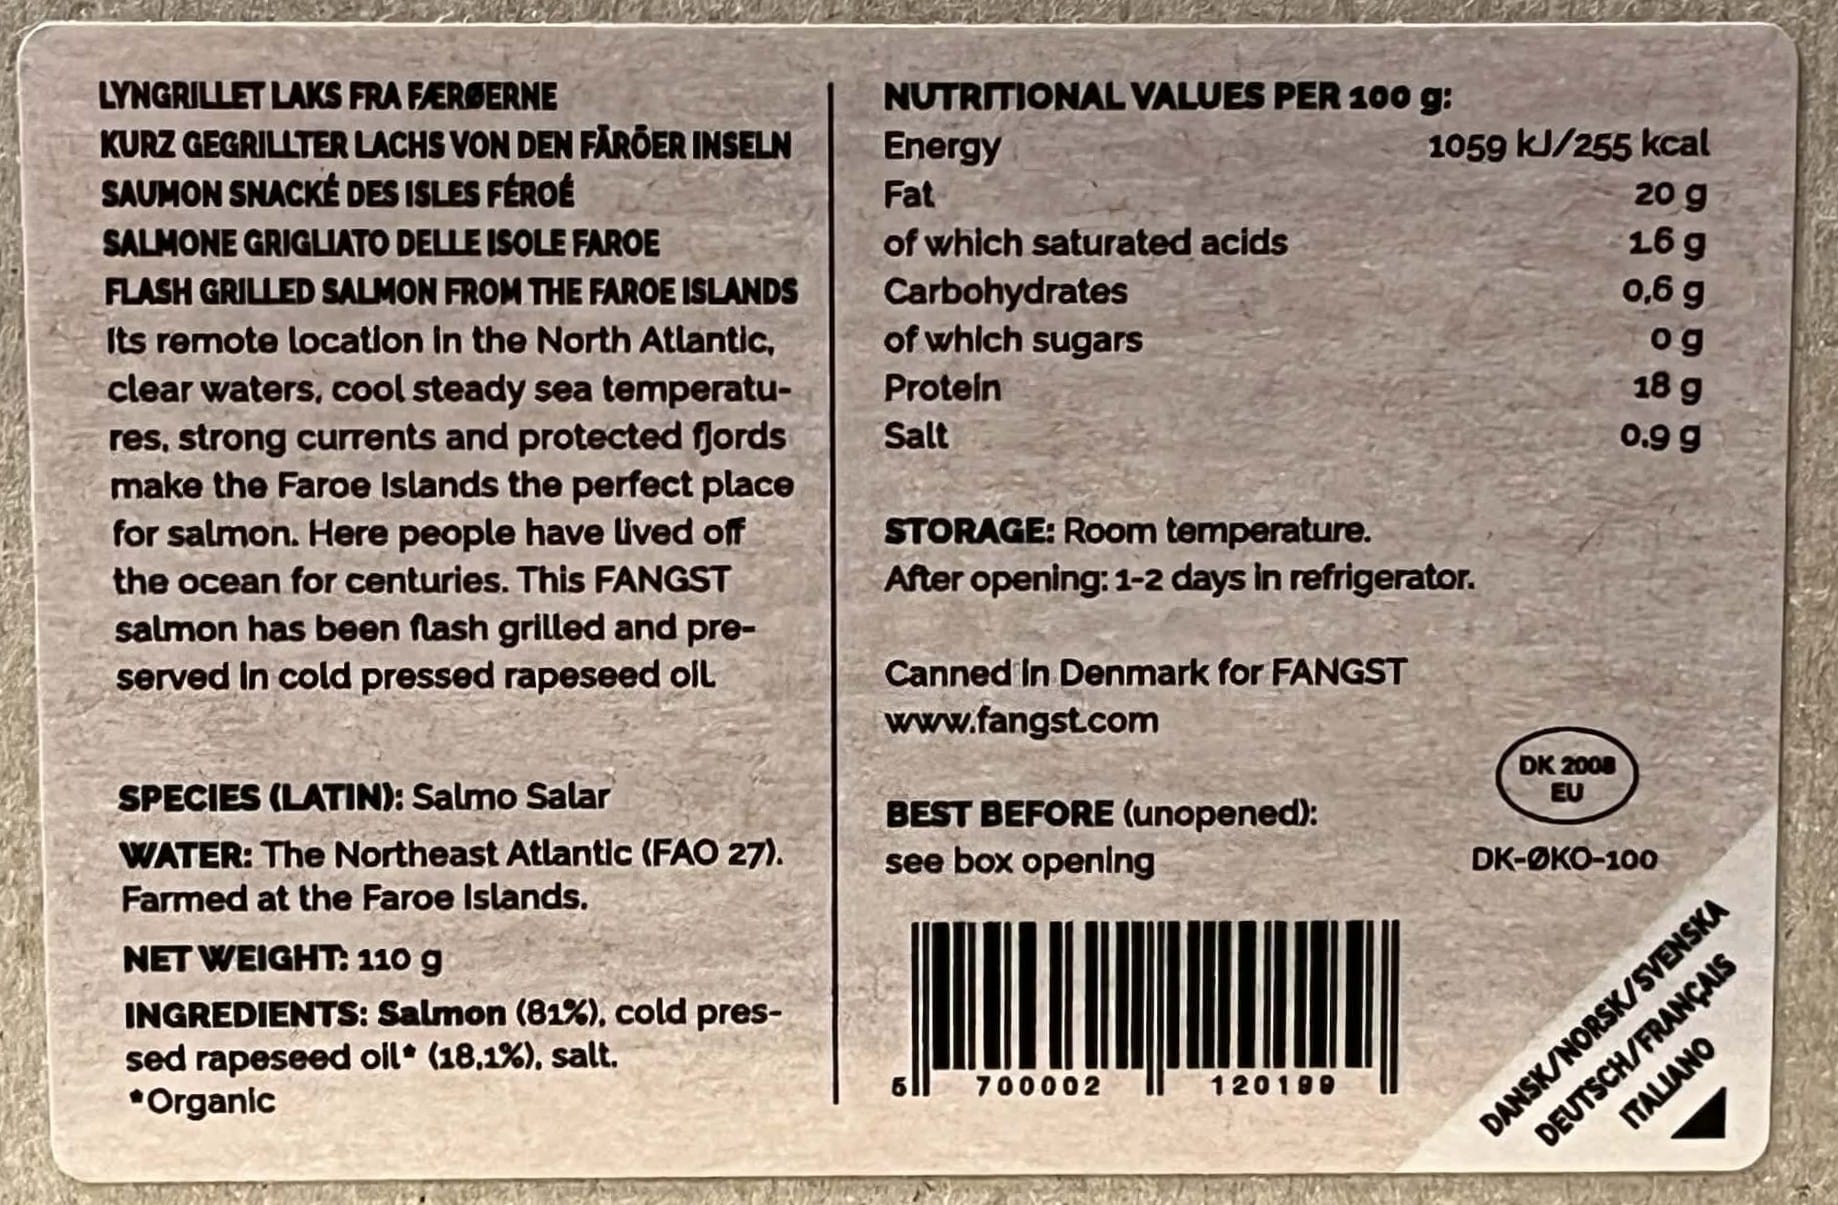 LYNGRILLET LAKS FRA FÆRØERNE
KURZ GEGRILLTER LACHS VON DEN FÄRÖER INSELN
SAUMON SNACKÉ DES ISLES FÉROÉ
SALMONE GRIGLIATO DELLE ISOLE FAROE
FLASH GRILLED SALMON FROM THE FAROE ISLANDS
Its remote location in the North Atlantic,
clear waters, cool steady sea temperatu-
res, strong currents and protected fjords
make the Faroe Islands the perfect place
for salmon. Here people have lived off
the ocean for centuries. This FANGST
salmon has been flash grilled and pre-
served in cold pressed rapeseed oil.
SPECIES (LATIN): Salmo Salar
WATER: The Northeast Atlantic (FAO 27).
Farmed at the Faroe Islands.
NET WEIGHT: 110 g
INGREDIENTS: Salmon (81%), cold pres-
sed rapeseed oil* (18,1%), salt.
*Organic
NUTRITIONAL VALUES PER 100 g:
Energy 1059 kJ/255 kcal
Fat 20 g
of which saturated acids 1.6 g
Carbohydrates 0,6 g
of which sugars 0 g
Protein 18 g
Salt 0.9 g
STORAGE: Room temperature.
After opening: 1-2 days in refrigerator.
Canned in Denmark for FANGST
www.fangst.com
BEST BEFORE (unopened):
see box opening
DK 2008
EU
DK-ØKO-100
5 700002 120199
DANSK/NORSK/SVENSKA
DEUTSCH/FRANÇAIS
ITALIANO